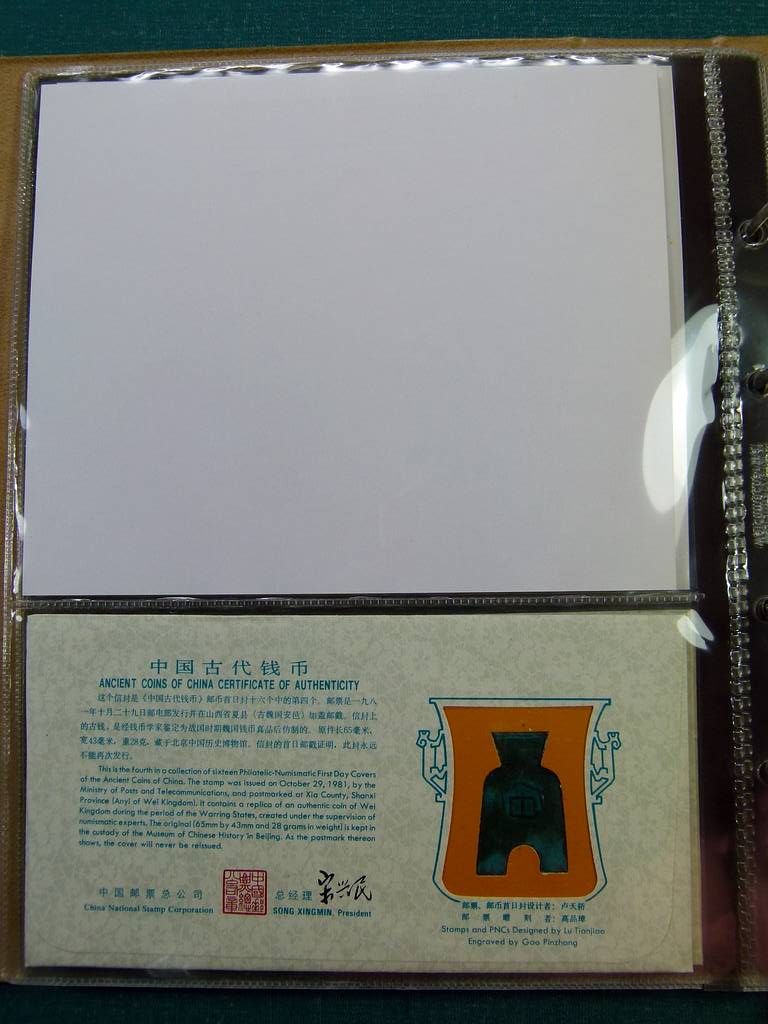 中国古代钱币
ANCIENT COINS OF CHINA CERTIFICATE OF AUTHENTICITY
这个信封是《中国古代钱币》邮币首日封十六个中的第四个。邮票是一九八
一年十月二十九日邮电部发行并在山西省夏县（古魏国安邑）加盖邮戳。信封上
的古钱，是经钱币学家鉴定为战国时期魏国钱币真品后仿制的。原件长65毫米，
宽43毫米，重28克，藏于北京中国历史博物馆。信封的首日邮戳证明，此封永远
不能再次发行。
This is the fourth in a collection of sixteen Philatelic-Numismatic First Day Covers
of the Ancient Coins of China. The stamp was issued on October 29, 1981, by the
Ministry of Posts and Telecommunications, and postmarked at Xia County, Shanxi
Province (Anyi of Wei Kingdom). It contains a replica of an authentic coin of Wei
Kingdom during the period of the Warring States, created under the supervision of
numismatic experts. The original (65mm by 43mm and 28 grams in weight) is kept in
the custody of the Museum of Chinese History in Beijing. As the postmark thereon
shows, the cover will never be reissued.
中国邮票总公司
China National Stamp Corporation
总经理 宋兴民
SONG XINGMIN, President
邮票、邮币首日封设计者：卢天骄
邮票雕刻者：高品璋
Stamps and PNCs Designed by Lu Tianjiao
Engraved by Gao Pinzhang